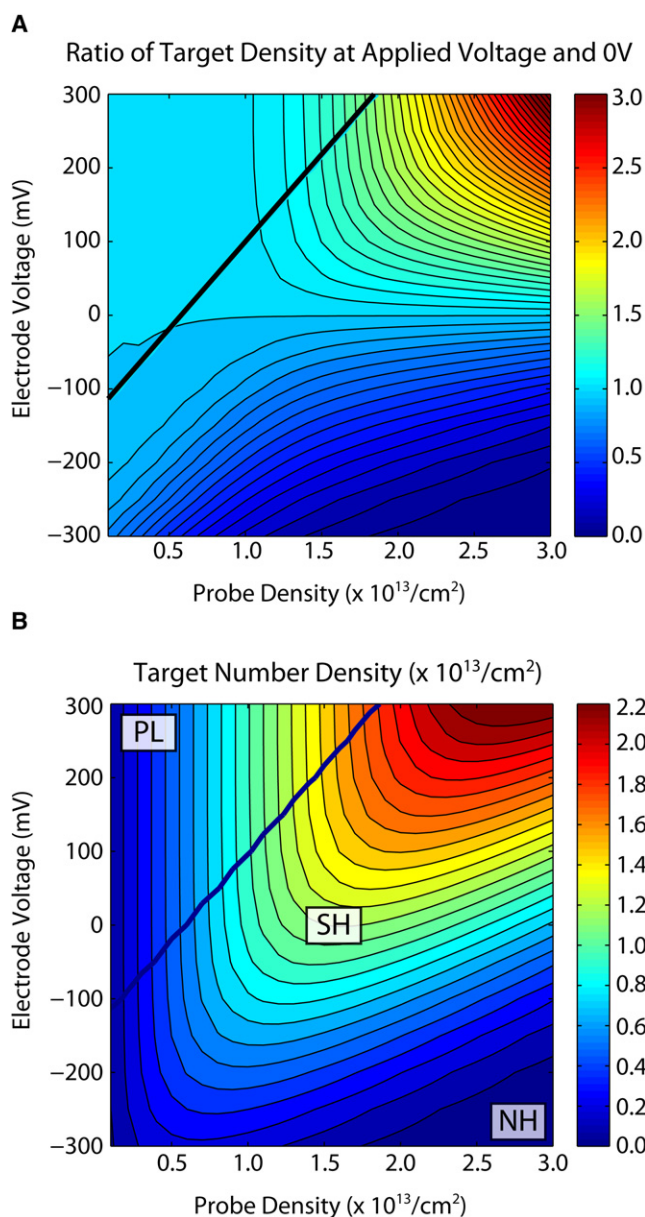 A
Ratio of Target Density at Applied Voltage and 0V
300
200
100
0
−100
−200
−300
Electrode Voltage (mV)
0.5 1.0 1.5 2.0 2.5 3.0
Probe Density (x 10¹³/cm²)
3.0
2.5
2.0
1.5
1.0
0.5
0.0
B
Target Number Density (x 10¹³/cm²)
PL
SH
NH
300
200
100
0
−100
−200
−300
Electrode Voltage (mV)
0.5 1.0 1.5 2.0 2.5 3.0
Probe Density (x 10¹³/cm²)
2.2
2.0
1.8
1.6
1.4
1.2
1.0
0.8
0.6
0.4
0.2
0.0